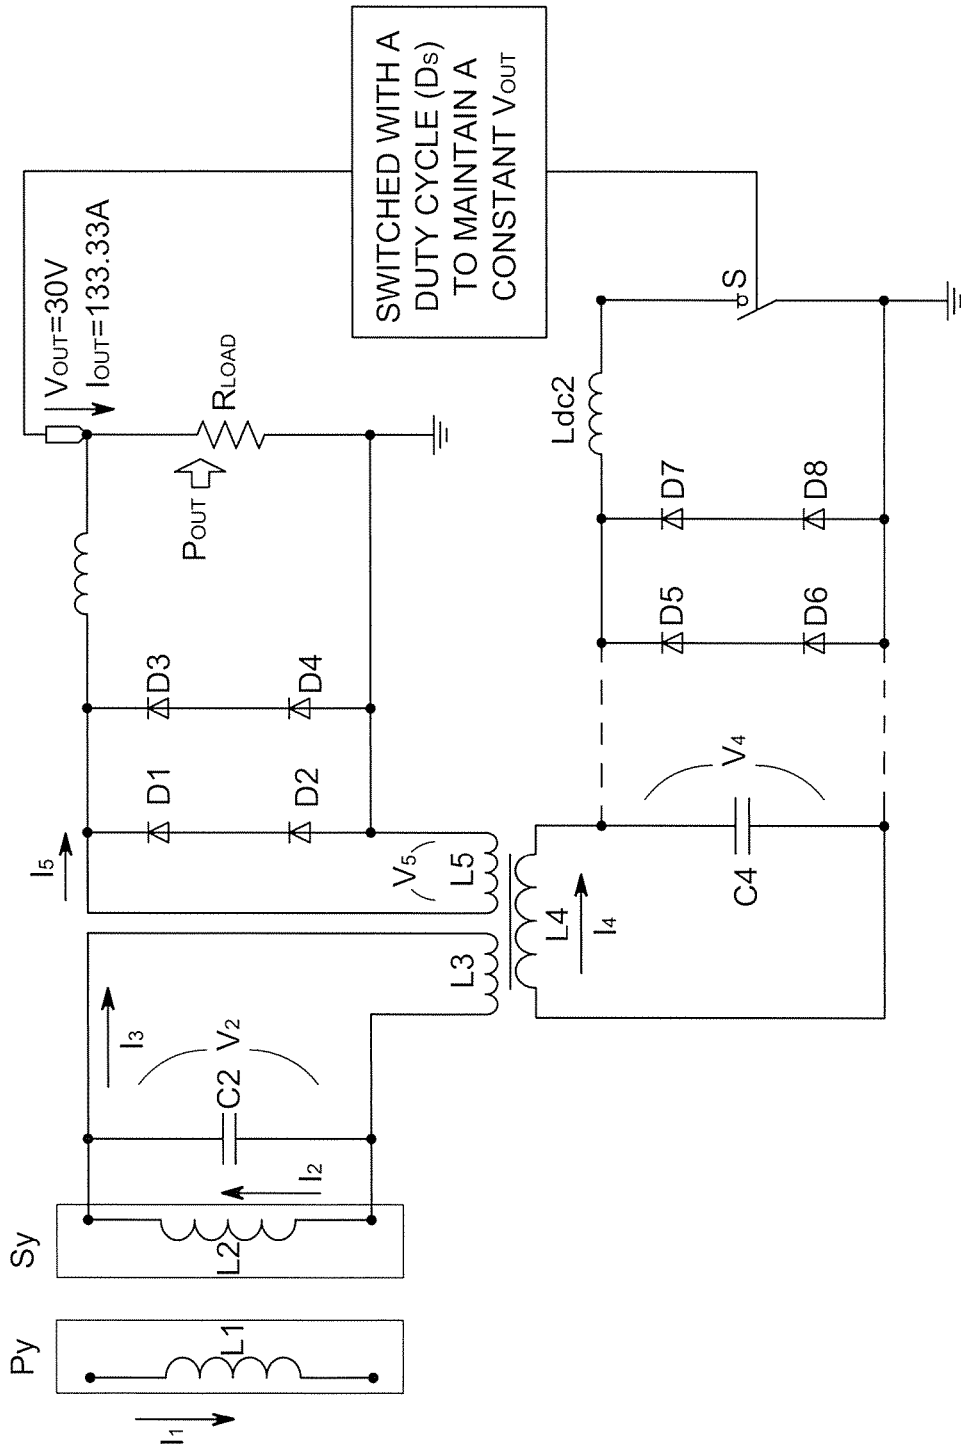 Py
I1
L1
Sy
L2
I2
C2
V2
I3
L3
L4
I4
C4
V4
L5
V5
I5
D1
D2
D3
D4
D5
D6
D7
D8
Ldc2
S
POUT
RLOAD
VOUT=30V
IOUT=133.33A
SWITCHED WITH A
DUTY CYCLE (DS)
TO MAINTAIN A
CONSTANT VOUT